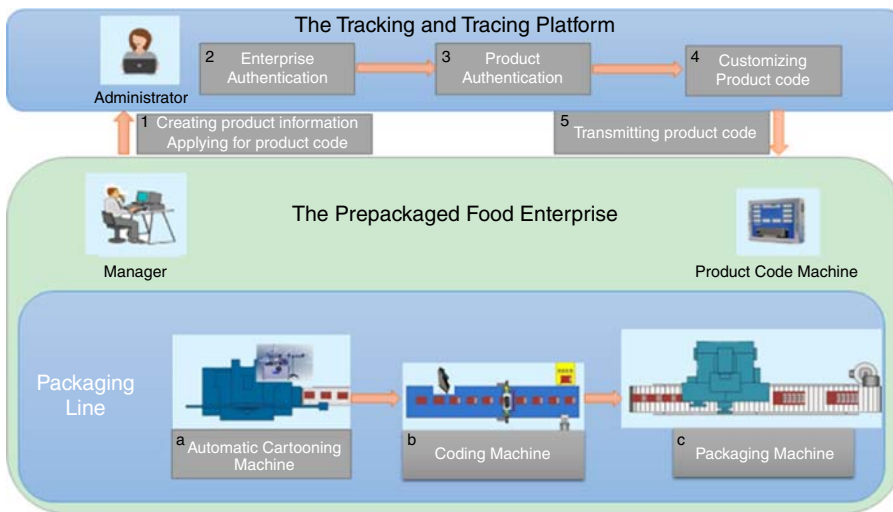 The Tracking and Tracing Platform
Administrator
2 Enterprise
Authentication
3 Product
Authentication
4 Customizing
Product code
1 Creating product information
Applying for product code
5 Transmitting product code
The Prepackaged Food Enterprise
Manager
Product Code Machine
Packaging
Line
a Automatic Cartooning
Machine
b Coding Machine
c Packaging Machine